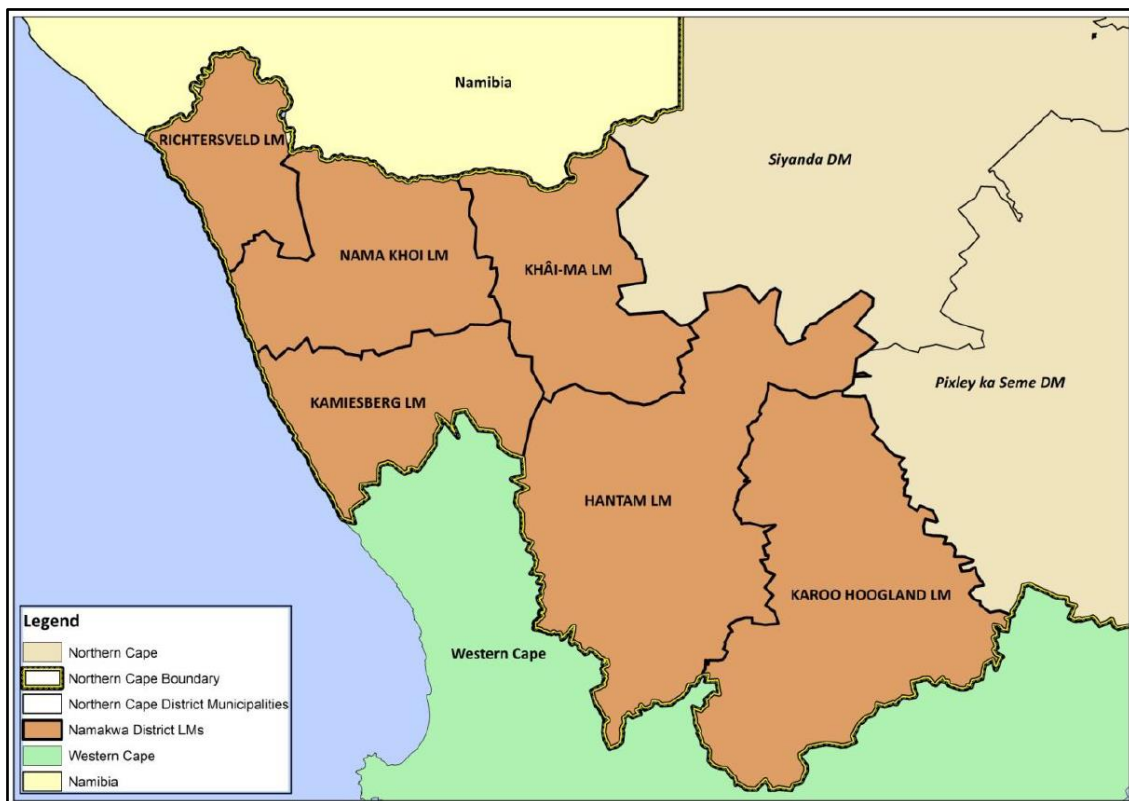 Namibia
RICHTERSVELD LM
Siyanda DM
NAMA KHOI LM
KHÂI-MA LM
Pixley ka Seme DM
KAMIESBERG LM
HANTAM LM
KAROO HOOGLAND LM
Western Cape
Legend
Northern Cape
Northern Cape Boundary
Northern Cape District Municipalities
Namakwa District LMs
Western Cape
Namibia